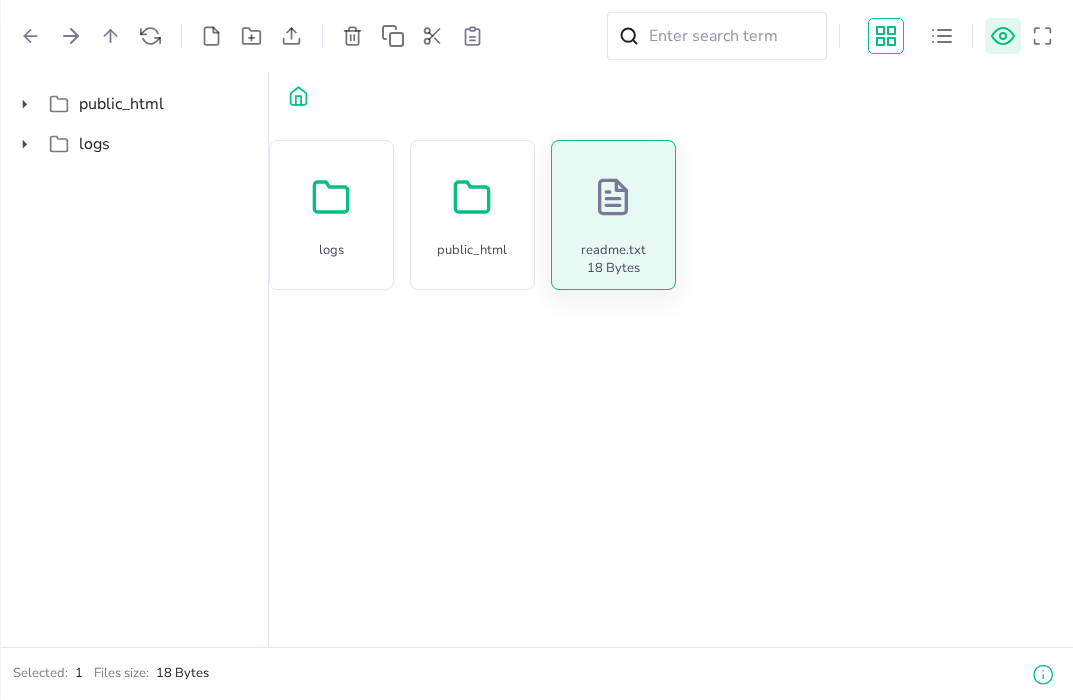 Enter search term
public_html
logs
logs
public_html
readme.txt
18 Bytes
Selected: 1 Files size: 18 Bytes